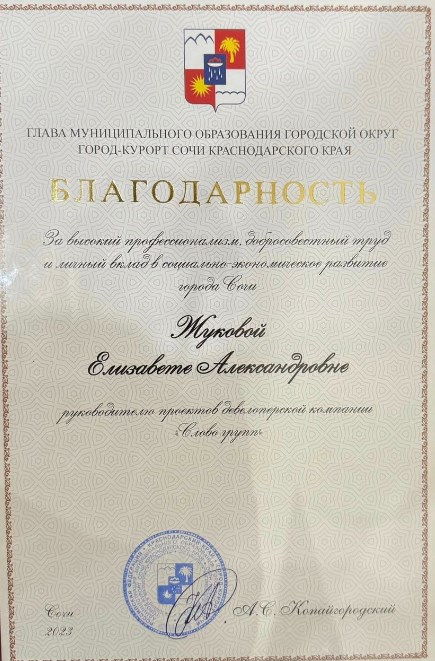 ГЛАВА МУНИЦИПАЛЬНОГО ОБРАЗОВАНИЯ ГОРОДСКОЙ ОКРУГ
ГОРОД-КУРОРТ СОЧИ КРАСНОДАРСКОГО КРАЯ
БЛАГОДАРНОСТЬ
За высокий профессионализм, добросовестный труд
и личный вклад в социально-экономическое развитие
города Сочи
Жуковой
Елизавете Александровне
руководителю проектов девелоперской компании
«Слово групп»
А.С. Копайгородский
Сочи
2023